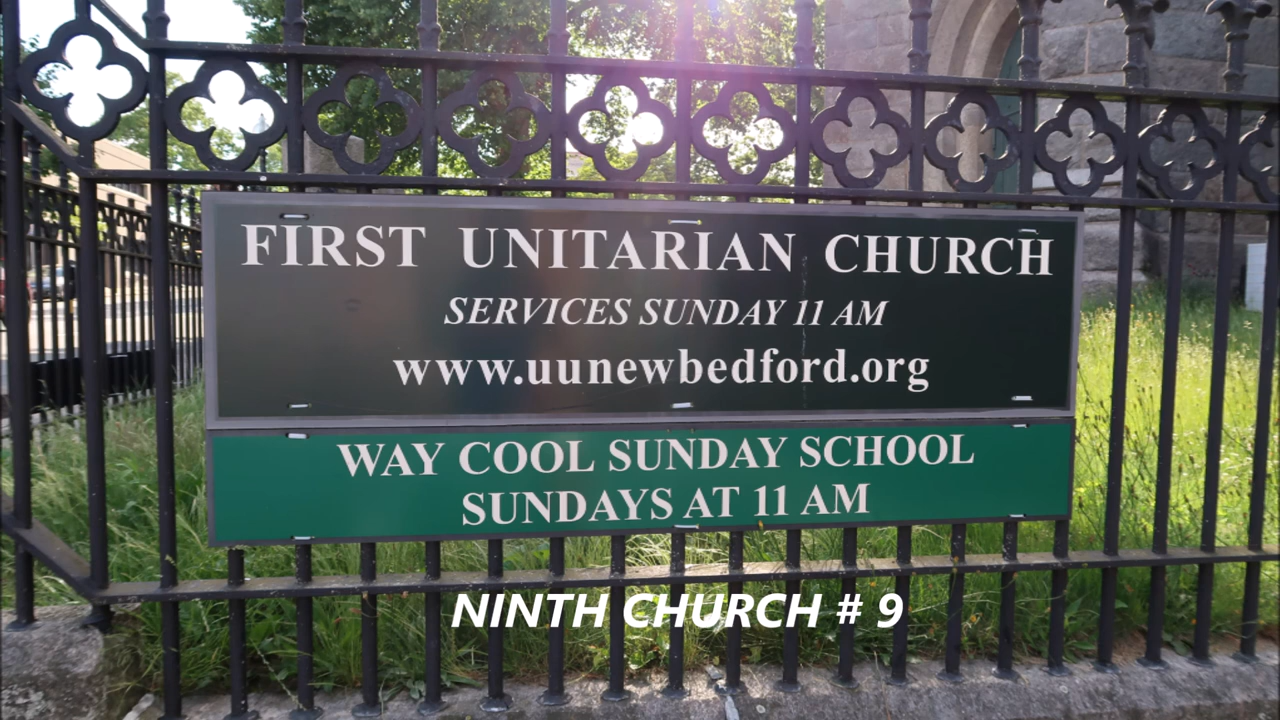 FIRST UNITARIAN CHURCH
SERVICES SUNDAY 11 AM
www.uunewbedford.org
WAY COOL SUNDAY SCHOOL
SUNDAYS AT 11 AM
NINTH CHURCH # 9